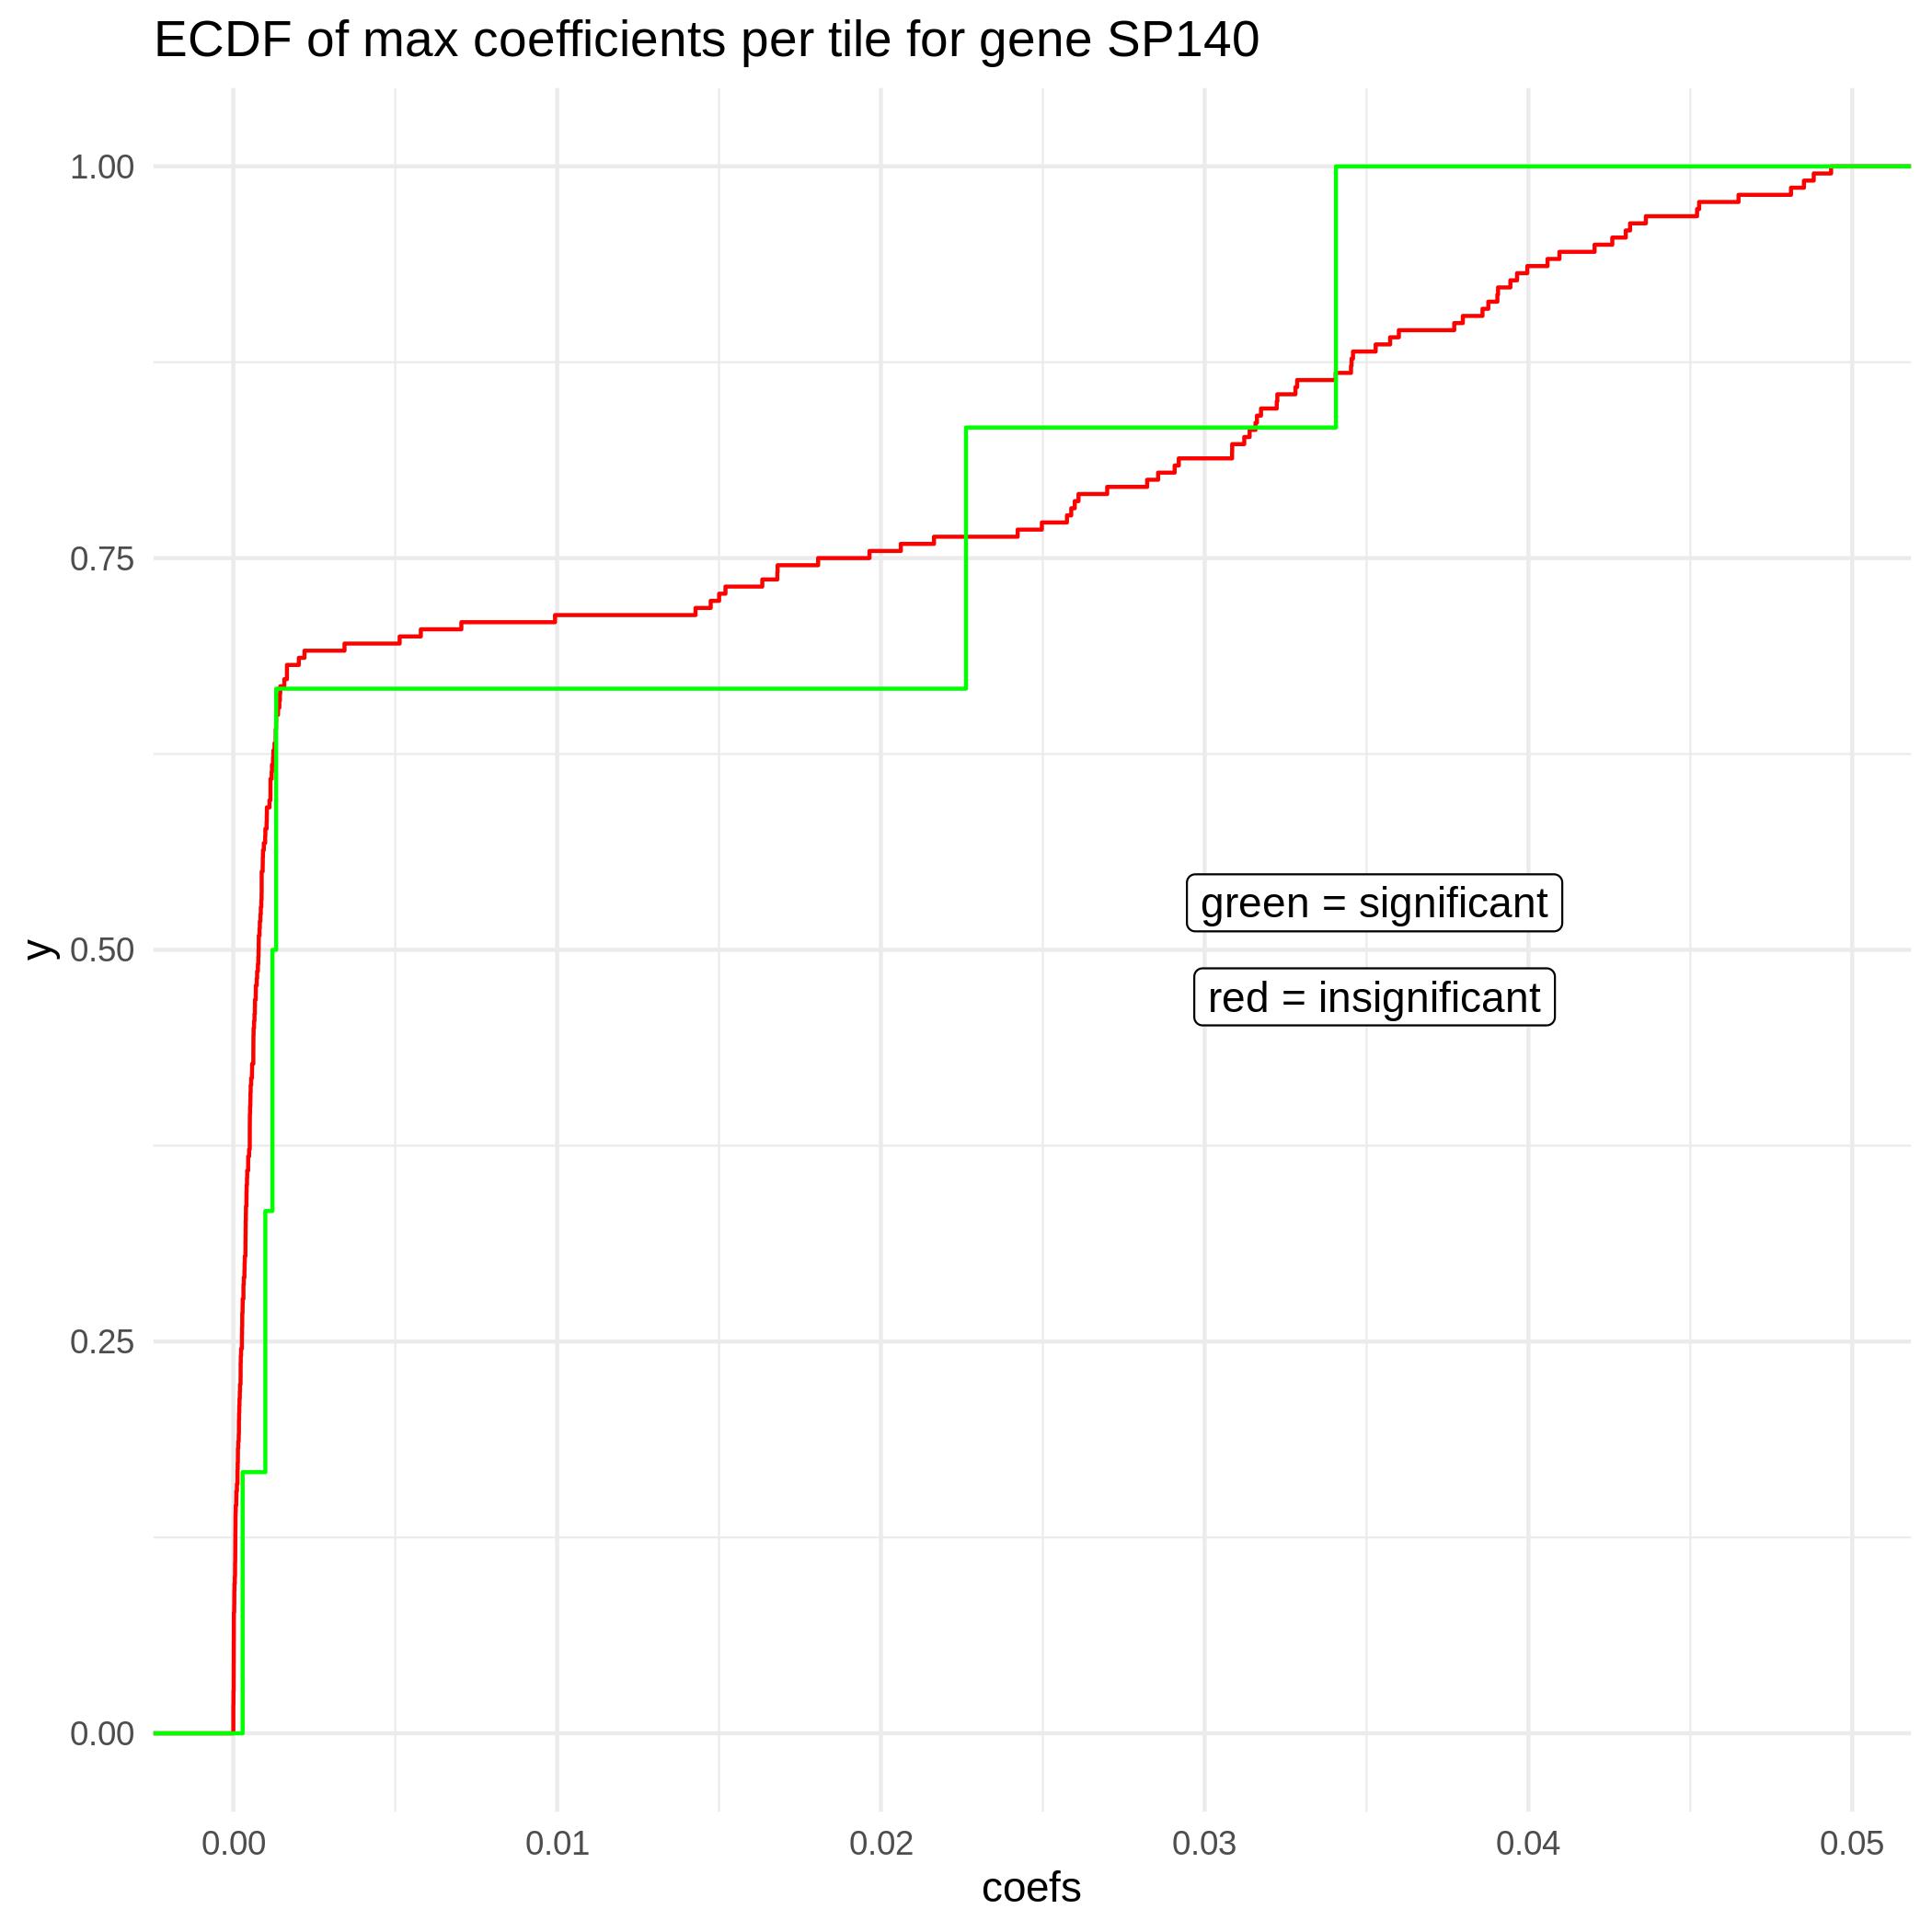 ECDF of max coefficients per tile for gene SP140
1.00
0.75
0.50
0.25
0.00
y
green = significant
red = insignificant
0.00 0.01 0.02 0.03 0.04 0.05
coefs